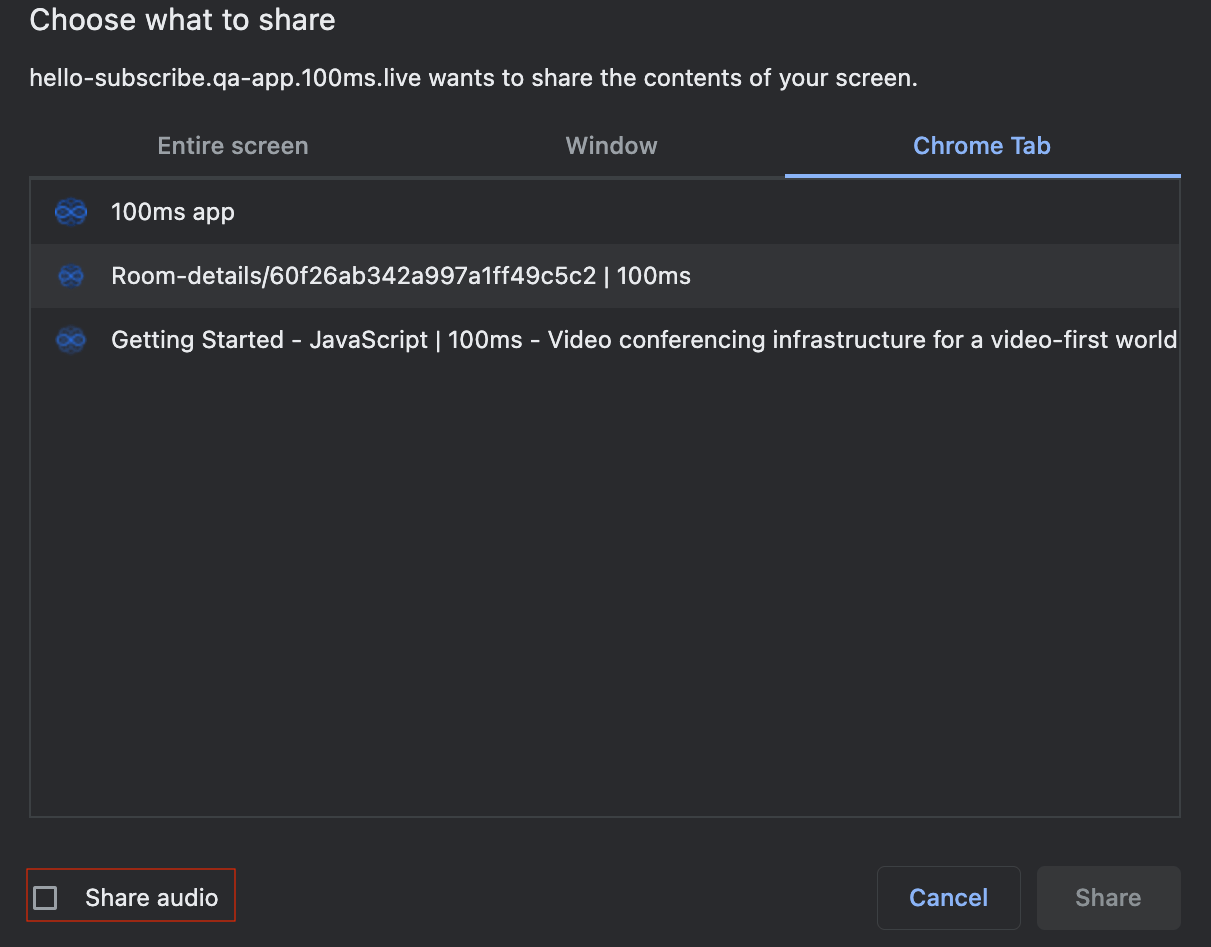 Choose what to share
hello-subscribe.qa-app.100ms.live wants to share the contents of your screen.
Entire screen
Window
Chrome Tab
100ms app
Room-details/60f26ab342a997a1ff49c5c2 | 100ms
Getting Started - JavaScript | 100ms - Video conferencing infrastructure for a video-first world
Share audio
Cancel
Share